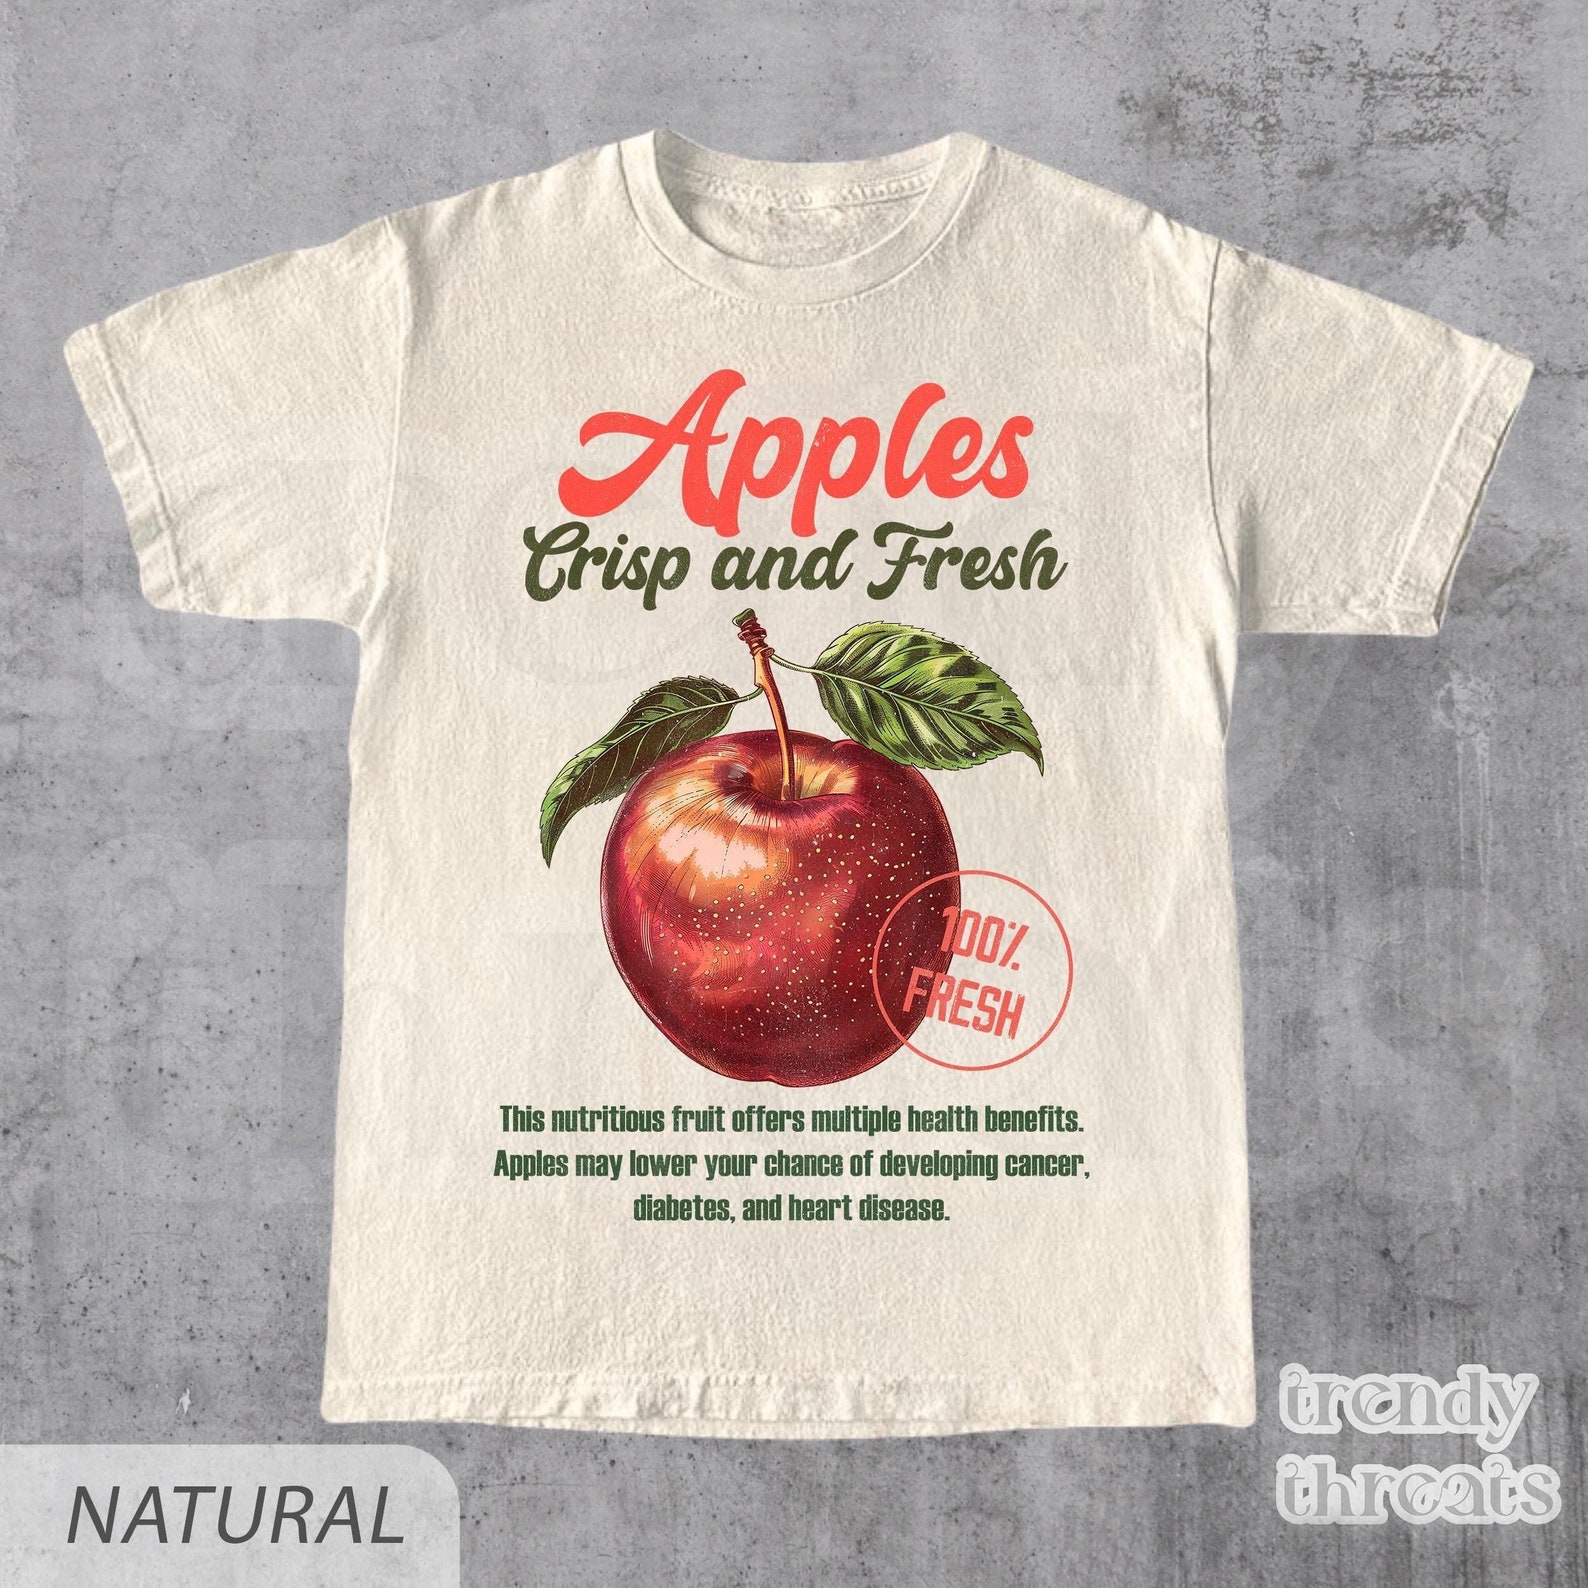 Apples
Crisp and Fresh
100%
FRESH
This nutritious fruit offers multiple health benefits.
Apples may lower your chance of developing cancer,
diabetes, and heart disease.
NATURAL
trendy
threats